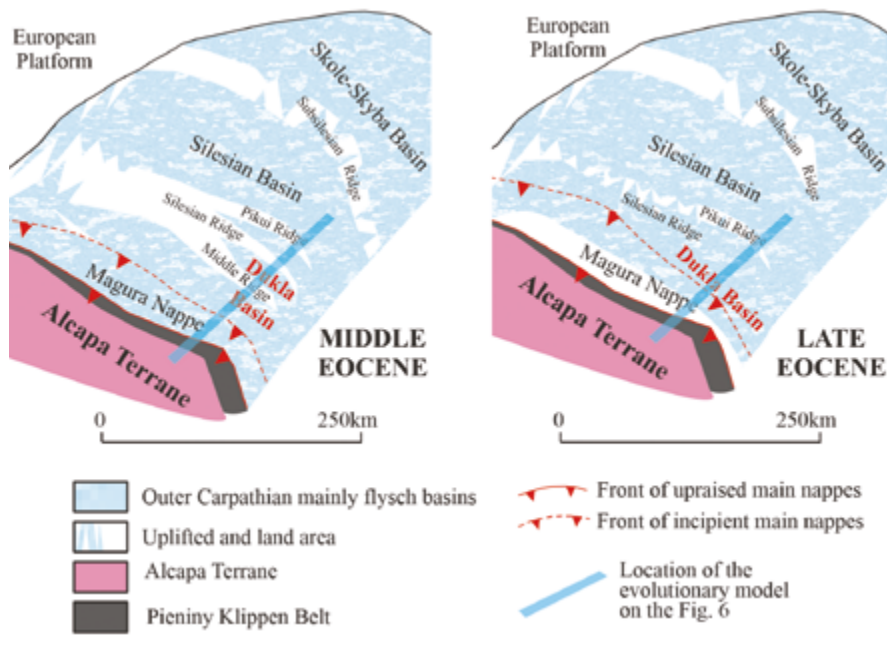 European
Platform
Skole-Skyba Basin
Subsilesian
Ridge
Silesian Basin
Silesian Ridge
Pikui Ridge
Middle Ridge
Dukla
Basin
Magura Nappe
Alcapa Terrane
MIDDLE
EOCENE
0
250km
European
Platform
Skole-Skyba Basin
Subsilesian
Ridge
Silesian Basin
Silesian Ridge
Pikui Ridge
Dukla Basin
Magura Nappe
Alcapa Terrane
LATE
EOCENE
0
250km
Outer Carpathian mainly flysch basins
Uplifted and land area
Alcapa Terrane
Pieniny Klippen Belt
Front of upraised main nappes
Front of incipient main nappes
Location of the
evolutionary model
on the Fig. 6